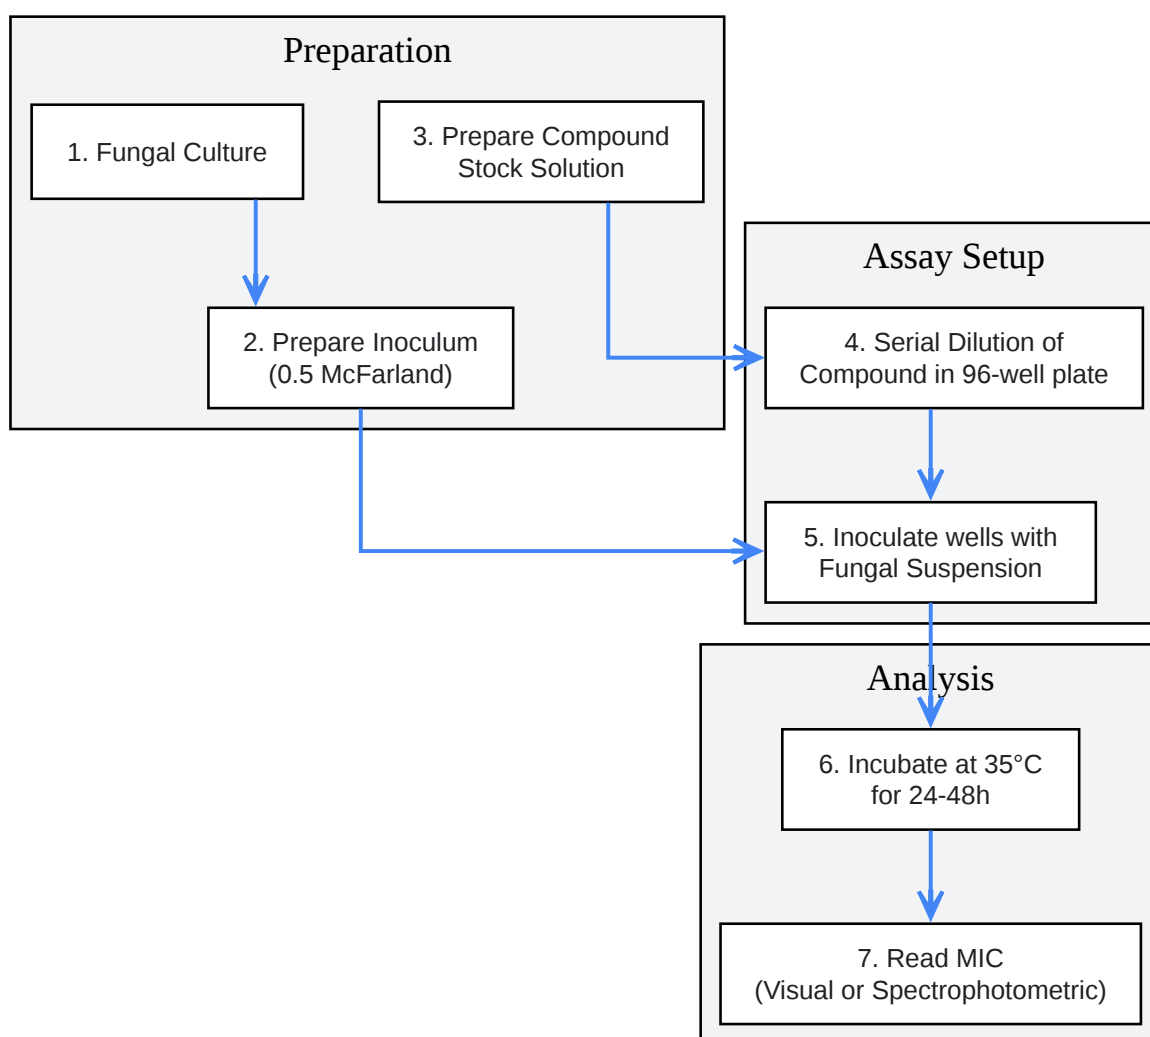 Preparation
1. Fungal Culture
3. Prepare Compound
Stock Solution
2. Prepare Inoculum
(0.5 McFarland)
Assay Setup
4. Serial Dilution of
Compound in 96-well plate
5. Inoculate wells with
Fungal Suspension
Analysis
6. Incubate at 35°C
for 24-48h
7. Read MIC
(Visual or Spectrophotometric)